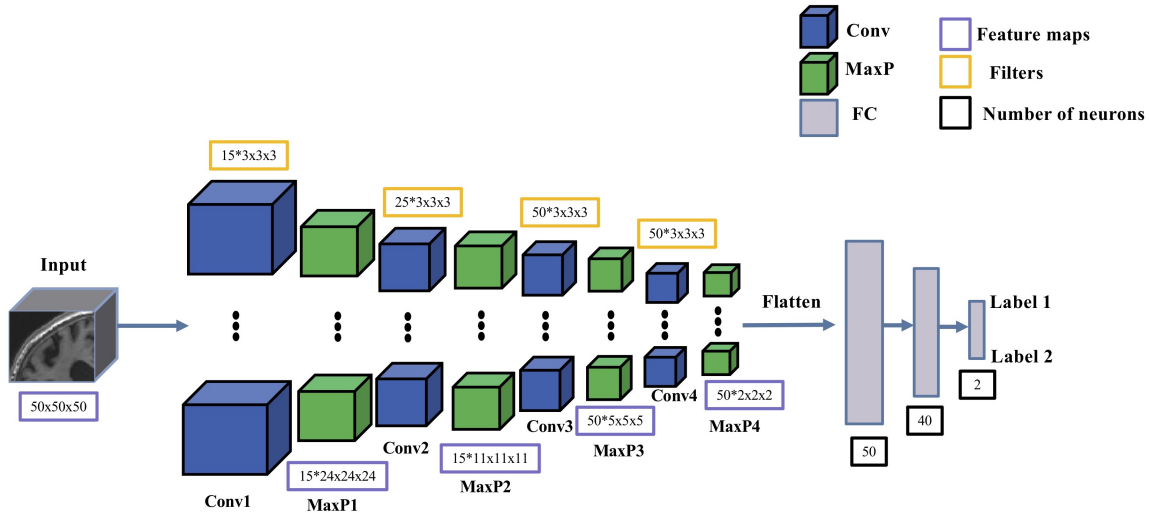 Conv
Feature maps
MaxP
Filters
FC
Number of neurons
15*3x3x3
25*3x3x3
50*3x3x3
50*3x3x3
Input
Flatten
Label 1
Label 2
50x50x50
2
Conv4
50*2x2x2
40
Conv3
50*5x5x5
MaxP4
Conv2
MaxP3
50
15*11x11x11
15*24x24x24
MaxP2
Conv1
MaxP1